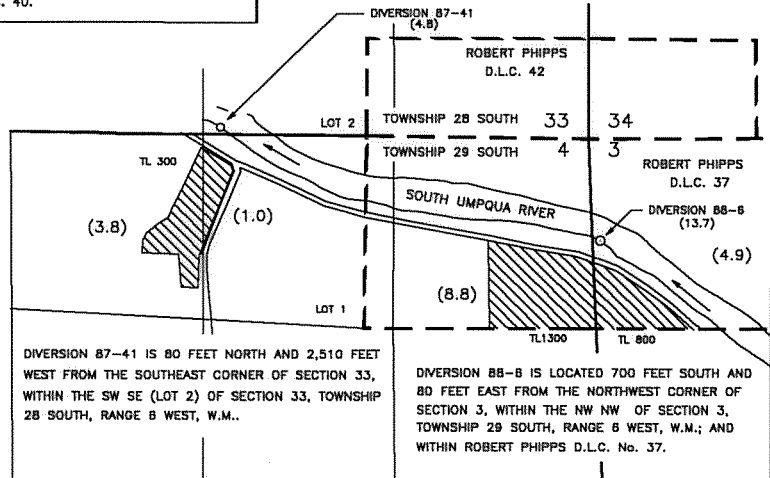 . 40.
DIVERSION 87-41
(4.8)
ROBERT PHIPPS
D.L.C. 42
LOT 2
TOWNSHIP 28 SOUTH 33 34
TOWNSHIP 29 SOUTH 4 3
TL 300
ROBERT PHIPPS
D.L.C. 37
SOUTH UMPQUA RIVER
DIVERSION 88-6
(13.7)
(3.8)
(1.0)
(4.9)
(8.8)
LOT 1
TL1300 TL 800
DIVERSION 87-41 IS 80 FEET NORTH AND 2,510 FEET
WEST FROM THE SOUTHEAST CORNER OF SECTION 33,
WITHIN THE SW SE (LOT 2) OF SECTION 33, TOWNSHIP
28 SOUTH, RANGE 6 WEST, W.M..
DIVERSION 88-6 IS LOCATED 700 FEET SOUTH AND
80 FEET EAST FROM THE NORTHWEST CORNER OF
SECTION 3, WITHIN THE NW NW OF SECTION 3,
TOWNSHIP 29 SOUTH, RANGE 6 WEST, W.M.; AND
WITHIN ROBERT PHIPPS D.L.C. No. 37.